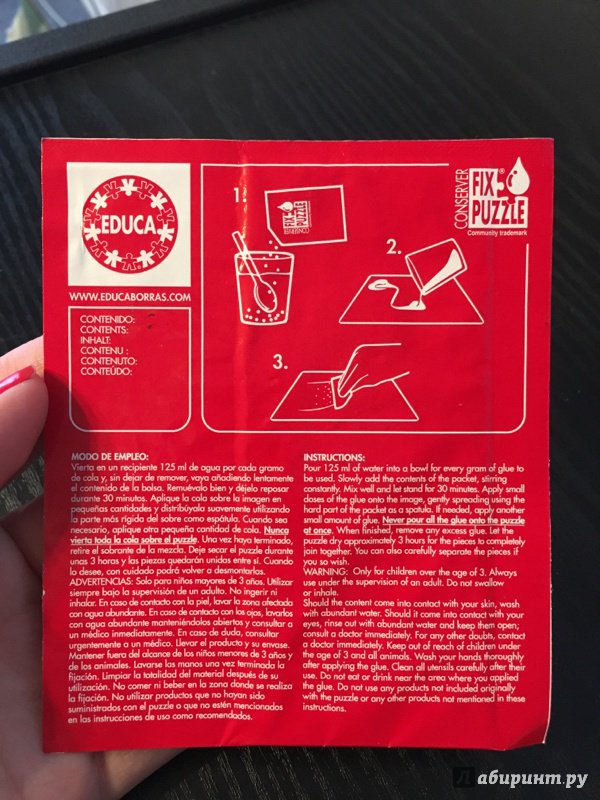 EDUCA
WWW.EDUCABORRAS.COM
CONTENIDO:
CONTENTS:
INHALT:
CONTENU :
CONTENUTO:
CONTEÚDO:
1.
FIX
PUZZLE
2.
3.
CONSERVER
FIX®
PUZZLE
Community trademark
MODO DE EMPLEO:
Vierta en un recipiente 125 ml de agua por cada gramo
de cola y, sin dejar de remover, vaya añadiendo lentamente
el contenido de la bolsa. Remuévalo bien y déjelo reposar
durante 30 minutos. Aplique la cola sobre la imagen en
pequeñas cantidades y distribúyala suavemente utilizando
la parte más rígida del sobre como espátula. Cuando sea
necesario, aplique otra pequeña cantidad de cola. Nunca
vierta toda la cola sobre el puzzle. Una vez haya terminado,
retire el sobrante de la mezcla. Deje secar el puzzle durante
unas 3 horas y las piezas quedarán unidas entre sí. Cuando
la desee, con cuidado podrá volver a desmontarlo.
ADVERTENCIAS: Solo para niños mayores de 3 años. Utilizar
siempre bajo la supervisión de un adulto. No ingerir ni
inhalar. En caso de contacto con la piel, lavar la zona afectada
con agua abundante. En caso de contacto con los ojos, lavarlos
con agua abundante manteniéndolos abiertos y consultar a
un médico inmediatamente. En caso de duda, consultar
urgentemente a un médico. Llevar el producto y su envase.
Mantener fuera del alcance de los niños menores de 3 años y
de los animales. Lavarse las manos una vez terminada la
fijación. Limpiar la totalidad del material después de su
utilización. No comer ni beber en la zona donde se realiza
la fijación. No utilizar productos que no hayan sido
suministrados con el puzzle o que no estén mencionados
en las instrucciones de uso como recomendados.
INSTRUCTIONS:
Pour 125 ml of water into a bowl for every gram of glue to
be used. Slowly add the contents of the packet, stirring
constantly. Mix well and let stand for 30 minutes. Apply small
doses of the glue onto the image, gently spreading using the
hard part of the packet as a spatula. If needed, apply another
small amount of glue. Never pour all the glue onto the puzzle
at once. When finished, remove any excess glue. Let the
puzzle dry approximately 3 hours for the pieces to completely
join together. You can also carefully separate the pieces if
you so wish.
WARNING: Only for children over the age of 3. Always
use under the supervision of an adult. Do not swallow
or inhale.
Should the content come into contact with your skin, wash
with abundant water. Should it come into contact with your
eyes, rinse out with abundant water and keep them open;
consult a doctor immediately. For any other doubts, contact
a doctor immediately. Keep out of reach of children under
the age of 3 and all animals. Wash your hands thoroughly
after applying the glue. Clean all utensils carefully after their
use. Do not eat or drink near the area where you applied
the glue. Do not use any products not included originally
with the puzzle or any other products not mentioned in these
instructions.
Лабиринт.ру